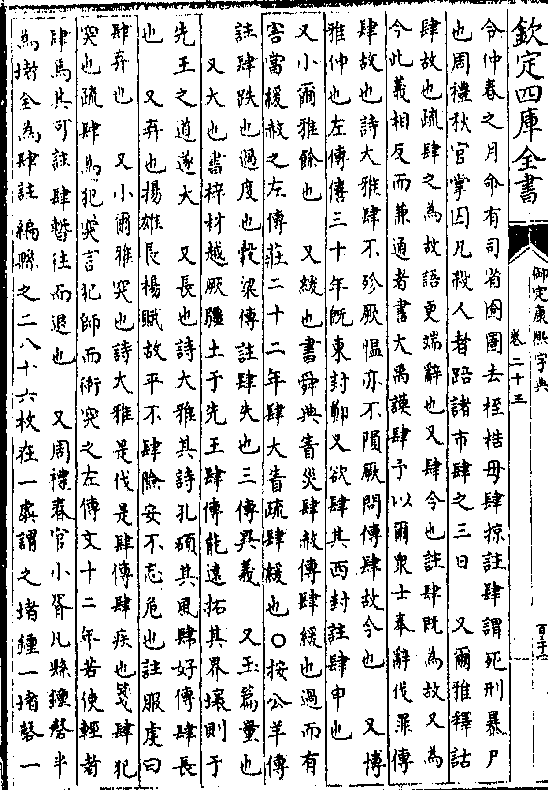 欽定四庫全書
御定康熙字典
卷二十三
令仲春之月命有司省囹圄去桎梏毋肆掠註肆謂死刑暴尸
也周禮秋官掌囚凡殺人者踣諸市肆之三日 又爾雅釋詁
肆故也疏肆之為故語更端辭也又肆今也註肆既為故又為
今此義相反而兼通者書大禹謨肆予以爾衆士奉辭伐罪傳
肆故也詩大雅肆不殄厥慍亦不隕厥問傳肆故今也 又博
雅伸也左傳僖三十年既東封鄭又欲肆其西封註肆申也
又小爾雅餘也 又緩也書舜典眚災肆赦傳肆緩也過而有
害當緩赦之左傳莊二十二年肆大眚疏肆緩也〇按公羊傳
註肆跌也過度也穀梁傳註肆失也三傳異義 又玉篇量也
又大也書梓材越厥疆土于先王肆傳能遠拓其界壤則于
先王之道遂大 又長也詩大雅其詩孔碩其風肆好傳肆長
也 又弃也揚雄長楊賦故平不肆險安不忘危也註服虔曰
肆弃也 又小爾雅突也詩大雅是伐是肆傳肆疾也箋肆犯
突也疏肆為犯突言犯師而衝突之左傳文十二年若使輕者
肆焉其可註肆暫往而退也 又周禮春官小胥凡縣鍾磬半
為堵全為肆註編縣之二八十六枚在一虡謂之堵鍾一堵磬一